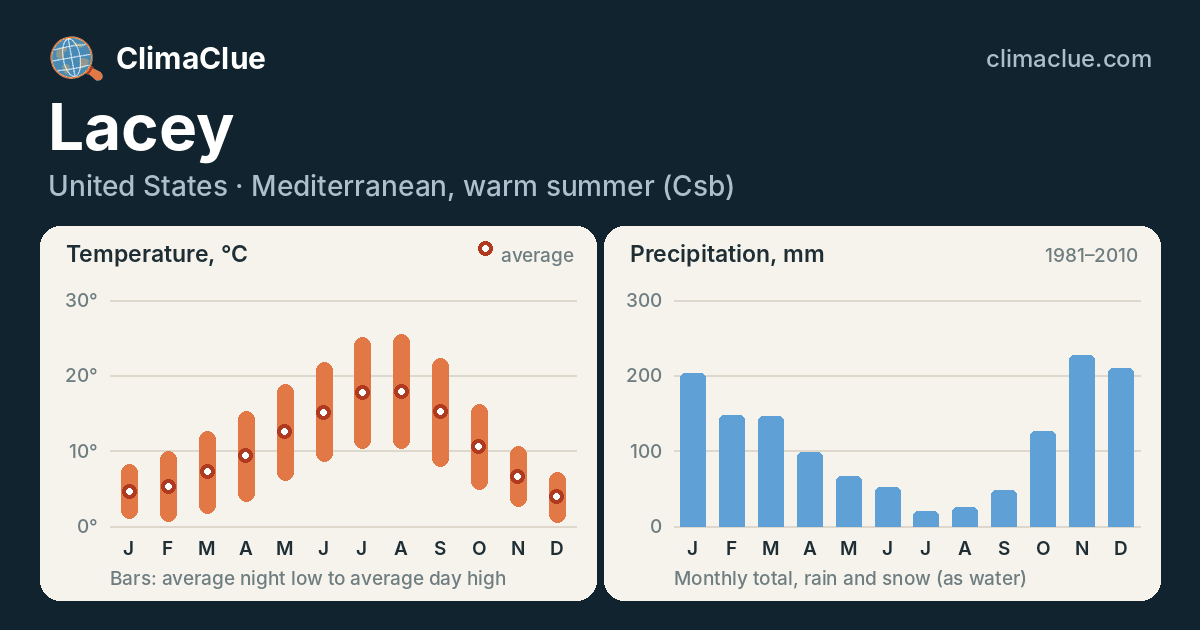 ClimaClue
climaclue.com
Lacey
United States · Mediterranean, warm summer (Csb)
Temperature, °C
average
30°
20°
10°
0°
J F M A M J J A S O N D
Bars: average night low to average day high
Precipitation, mm
1981–2010
300
200
100
0
J F M A M J J A S O N D
Monthly total, rain and snow (as water)